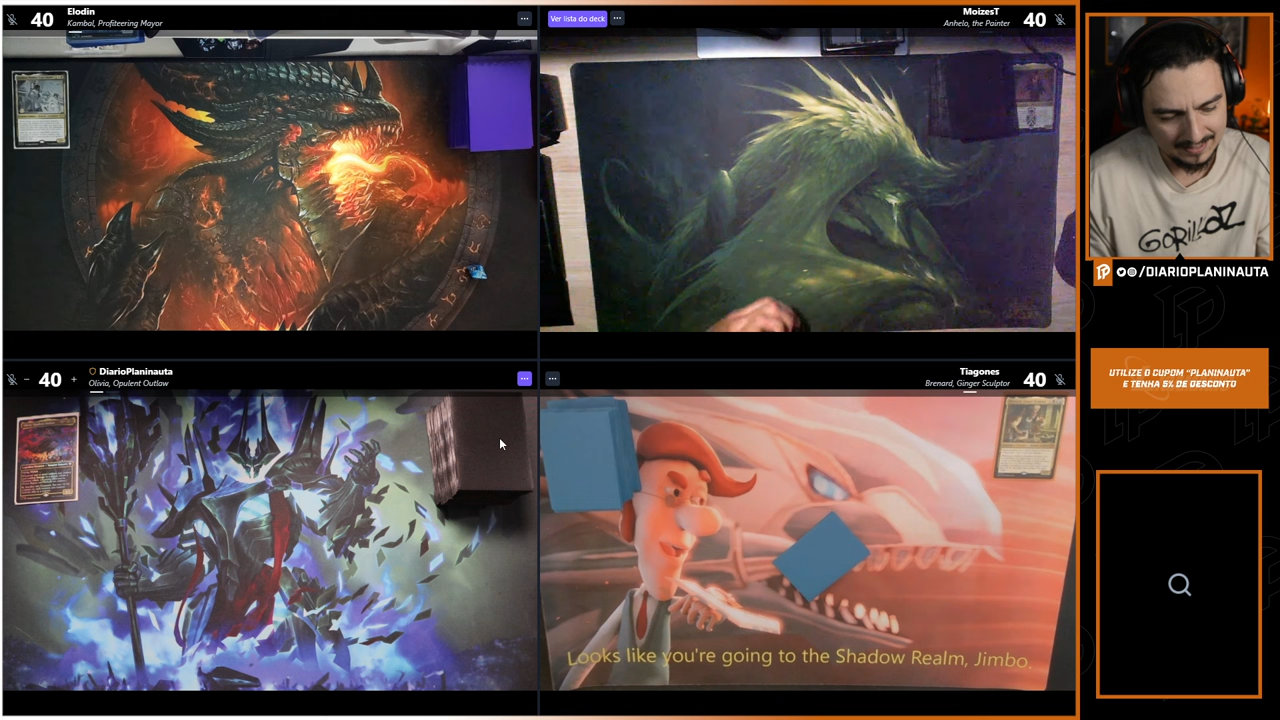 Elodin
40
Kambal, Profiteering Mayor
Ver lista do deck
MoizesT
Anhelo, the Painter
40
40
DiarioPlaninauta
Olivia, Opulent Outlaw
Tiagones
Brenard, Ginger Sculptor
40
Looks like you're going to the Shadow Realm, Jimbo.
GORILLAZ
/DIARIOPLANINAUTA
UTILIZE O CUPOM "PLANINAUTA"
E TENHA 5% DE DESCONTO